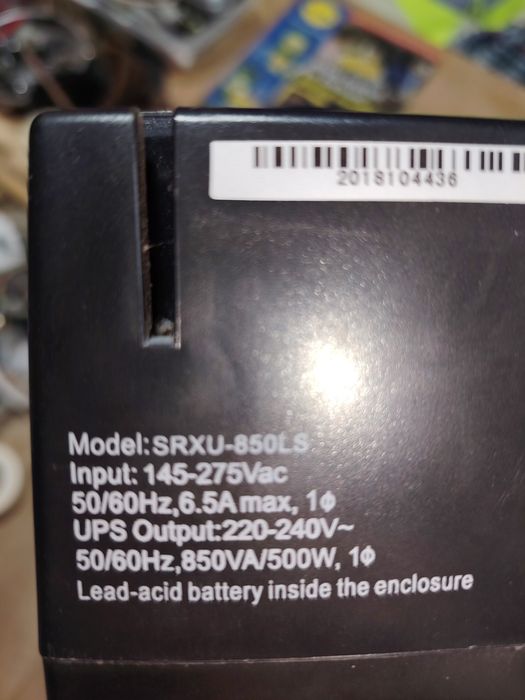 2018104436
Model:SRXU-850LS
Input: 145-275Vac
50/60Hz,6.5A max, 1ϕ
UPS Output:220-240V~
50/60Hz,850VA/500W, 1ϕ
Lead-acid battery inside the enclosure